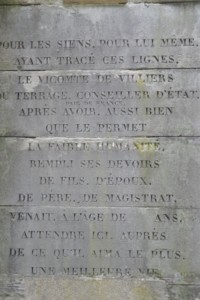 POUR LES SIENS, POUR LUI MÊME,
AYANT TRACÉ CES LIGNES,
LE VICOMTE DE VILLIERS
DU TERRAGE, CONSEILLER D'ÉTAT,
PAIR DE FRANCE,
APRÈS AVOIR, AUSSI BIEN
QUE LE PERMET
LA FAIBLE HUMANITÉ,
REMPLI SES DEVOIRS
DE FILS, D'ÉPOUX,
DE PÈRE, DE MAGISTRAT,
VENAIT, À L'ÂGE DE ANS,
ATTENDRE ICI, AUPRÈS
DE CE QU'IL AIMA LE PLUS,
UNE MEILLEURE VIE